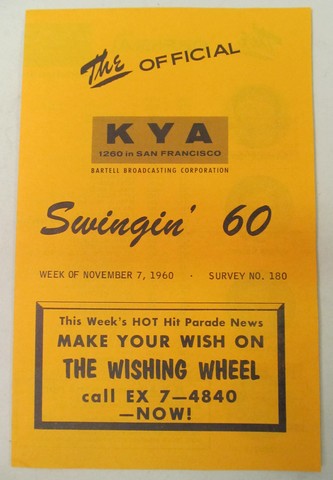 The OFFICIAL
KYA
1260 in SAN FRANCISCO
BARTELL BROADCASTING CORPORATION
Swingin' 60
WEEK OF NOVEMBER 7, 1960 · SURVEY NO. 180
This Week's HOT Hit Parade News
MAKE YOUR WISH ON
THE WISHING WHEEL
call EX 7—4840
—NOW!